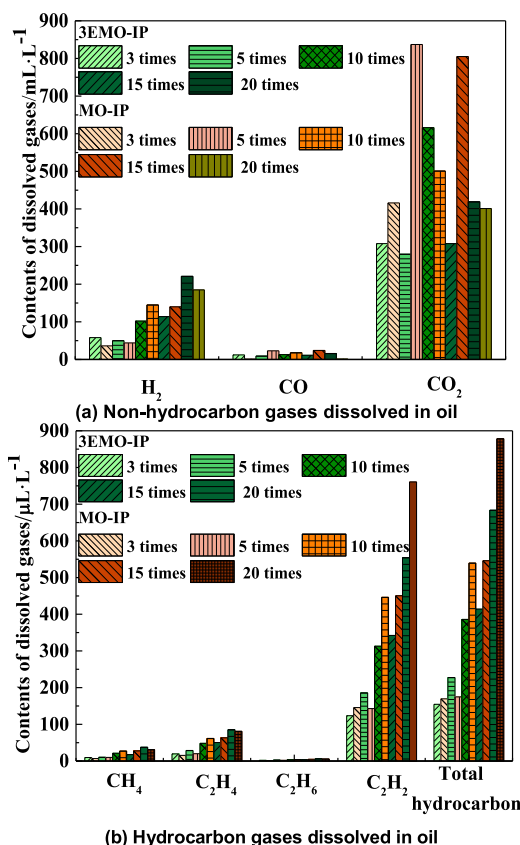 900
800
700
600
500
400
300
200
100
0
Contents of dissolved gases/mL·L⁻¹
3EMO-IP
3 times 5 times 10 times
15 times 20 times
MO-IP
3 times 5 times 10 times
15 times 20 times
H₂ CO CO₂
(a) Non-hydrocarbon gases dissolved in oil
900
800
700
600
500
400
300
200
100
0
Contents of dissolved gases/μL·L⁻¹
3EMO-IP
3 times 5 times 10 times
15 times 20 times
MO-IP
3 times 5 times 10 times
15 times 20 times
CH₄ C₂H₄ C₂H₆ C₂H₂ Total
hydrocarbon
(b) Hydrocarbon gases dissolved in oil